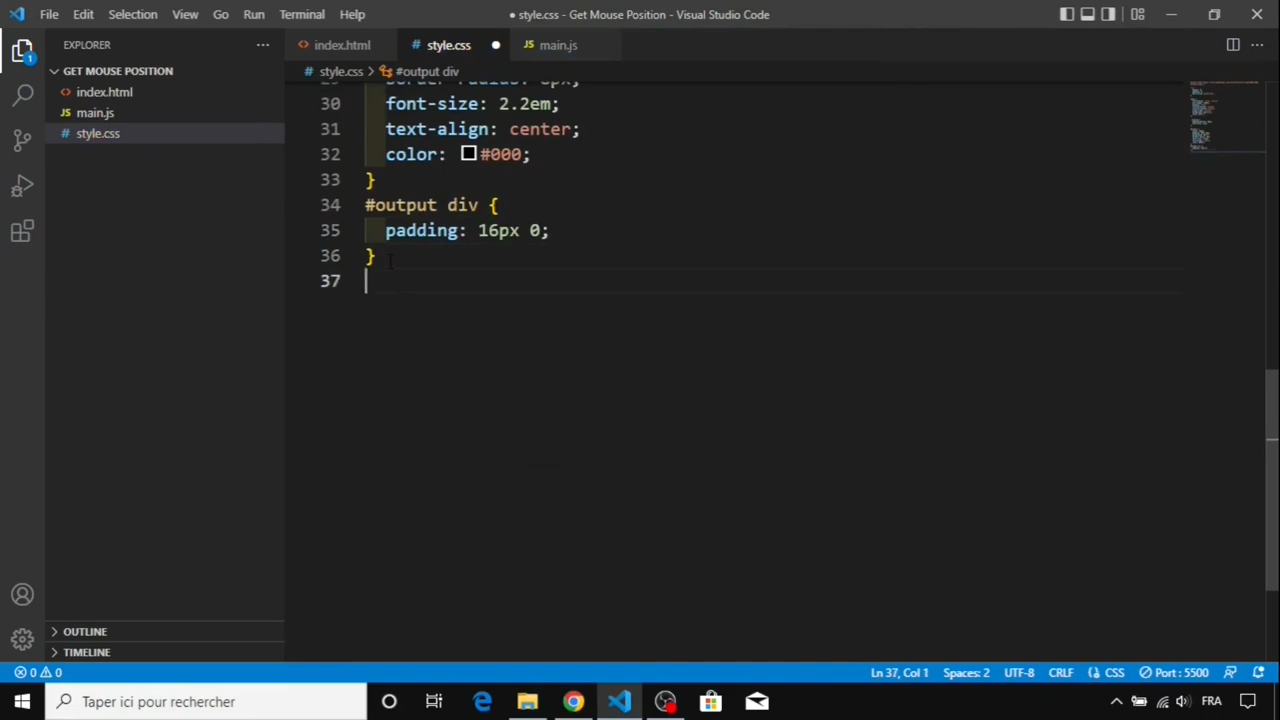 File Edit Selection View Go Run Terminal Help
● style.css - Get Mouse Position - Visual Studio Code
EXPLORER
index.html
style.css
main.js
GET MOUSE POSITION
index.html
main.js
style.css
style.css > #output div
30 font-size: 2.2em;
31 text-align: center;
32 color: #000;
33 }
34 #output div {
35 padding: 16px 0;
36 }
37
1
OUTLINE
TIMELINE
0 0
Ln 37, Col 1 Spaces: 2 UTF-8 CRLF CSS Port : 5500
Taper ici pour rechercher
FRA